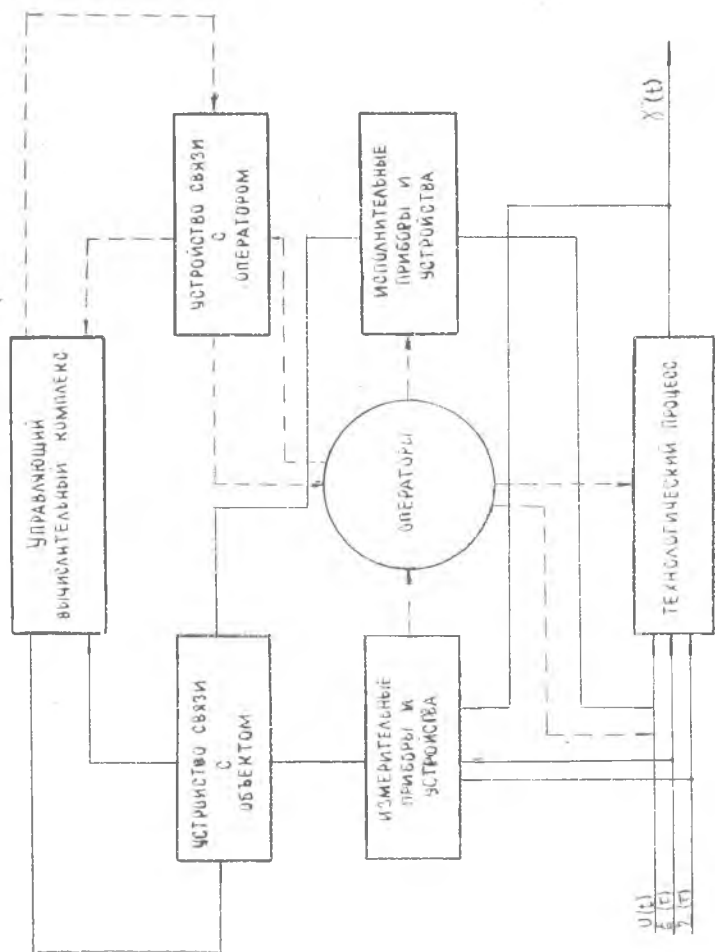 Управляющий
вычислительный комплекс
устройство связи
с
объектом
устройство связи
с
оператором
измерительные
приборы и
устройства
операторы
исполнительные
приборы и
устройства
U(t)
(t)
(t)
технологический процесс
(t)